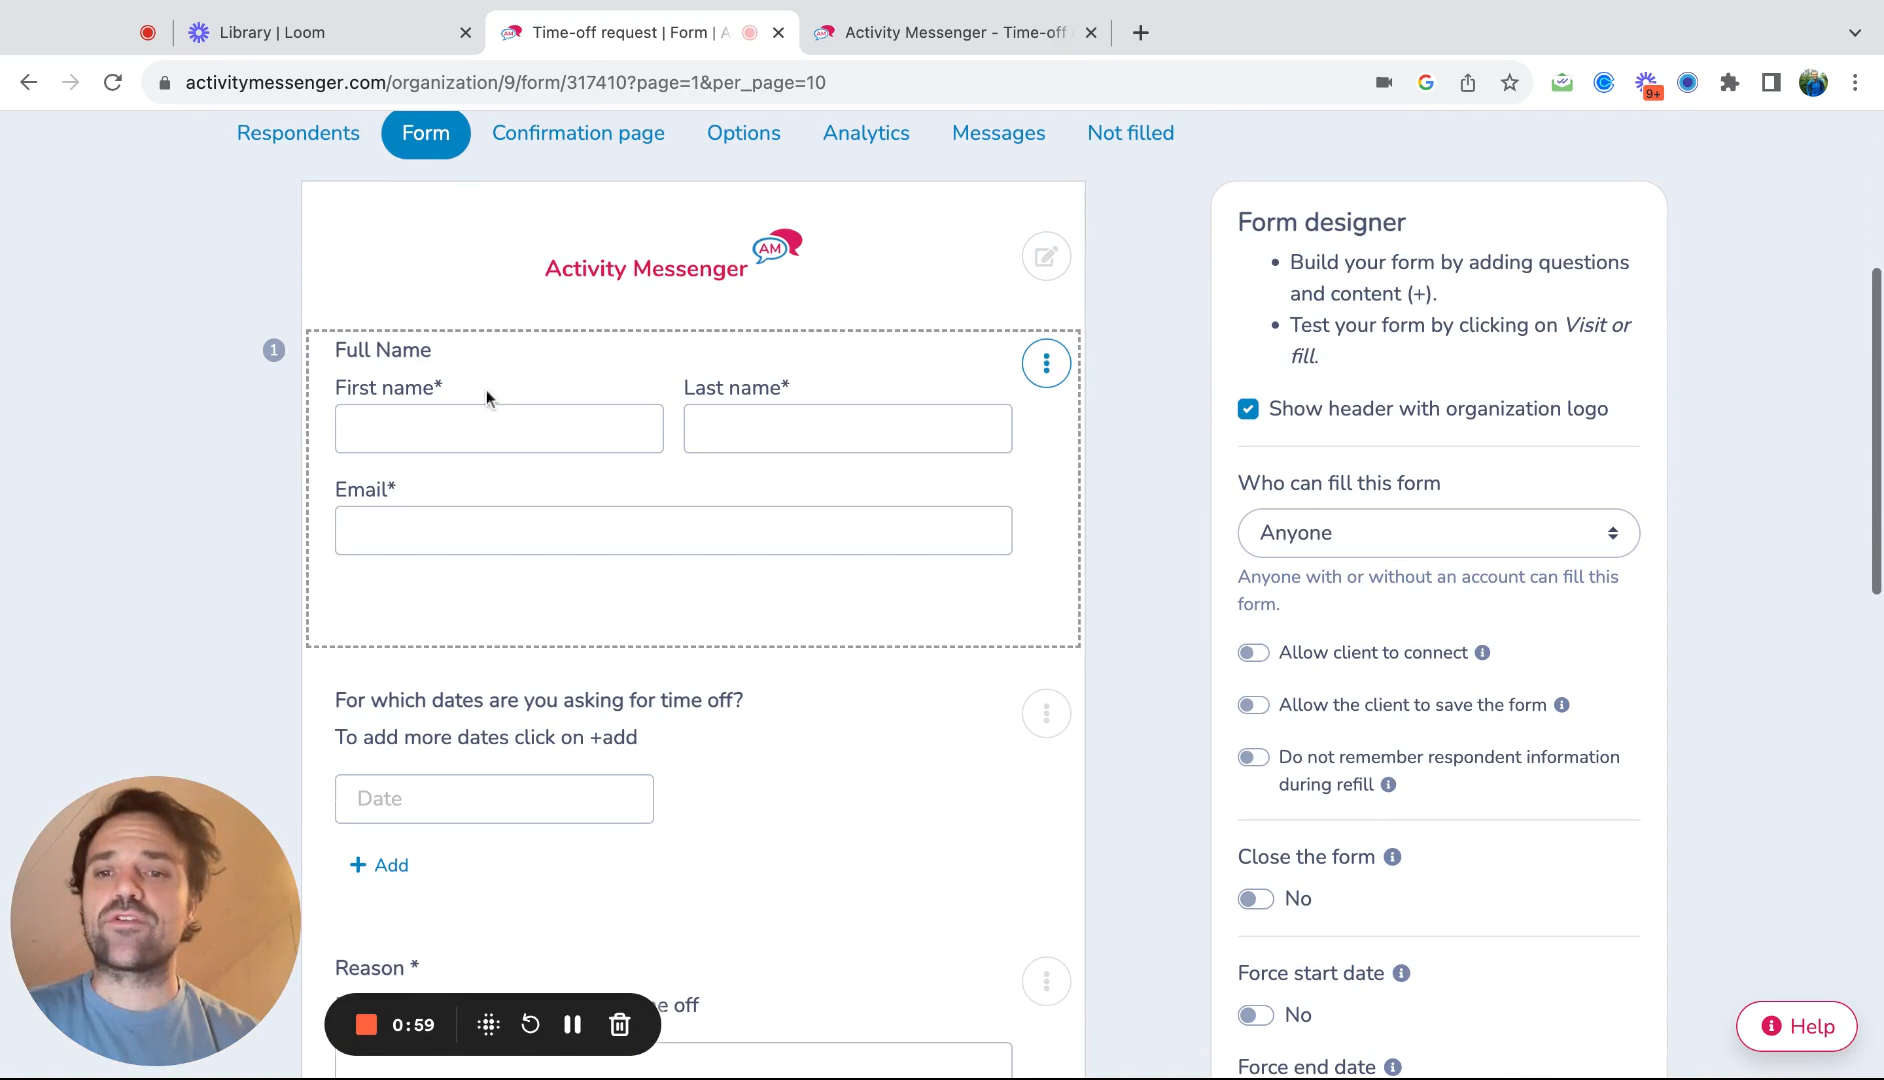 Library | Loom
Time-off request | Form | A
Activity Messenger - Time-off
activitymessenger.com/organization/9/form/317410?page=1&per_page=10
9+
Respondents
Form
Confirmation page
Options
Analytics
Messages
Not filled
Activity Messenger
AM
1
Full Name
First name*
Last name*
Email*
For which dates are you asking for time off?
To add more dates click on +add
Date
+ Add
Reason *
e off
0:59
Form designer
• Build your form by adding questions
and content (+).
• Test your form by clicking on Visit or
fill.
Show header with organization logo
Who can fill this form
Anyone
Anyone with or without an account can fill this
form.
Allow client to connect
Allow the client to save the form
Do not remember respondent information
during refill
Close the form
No
Force start date
No
Force end date
Help